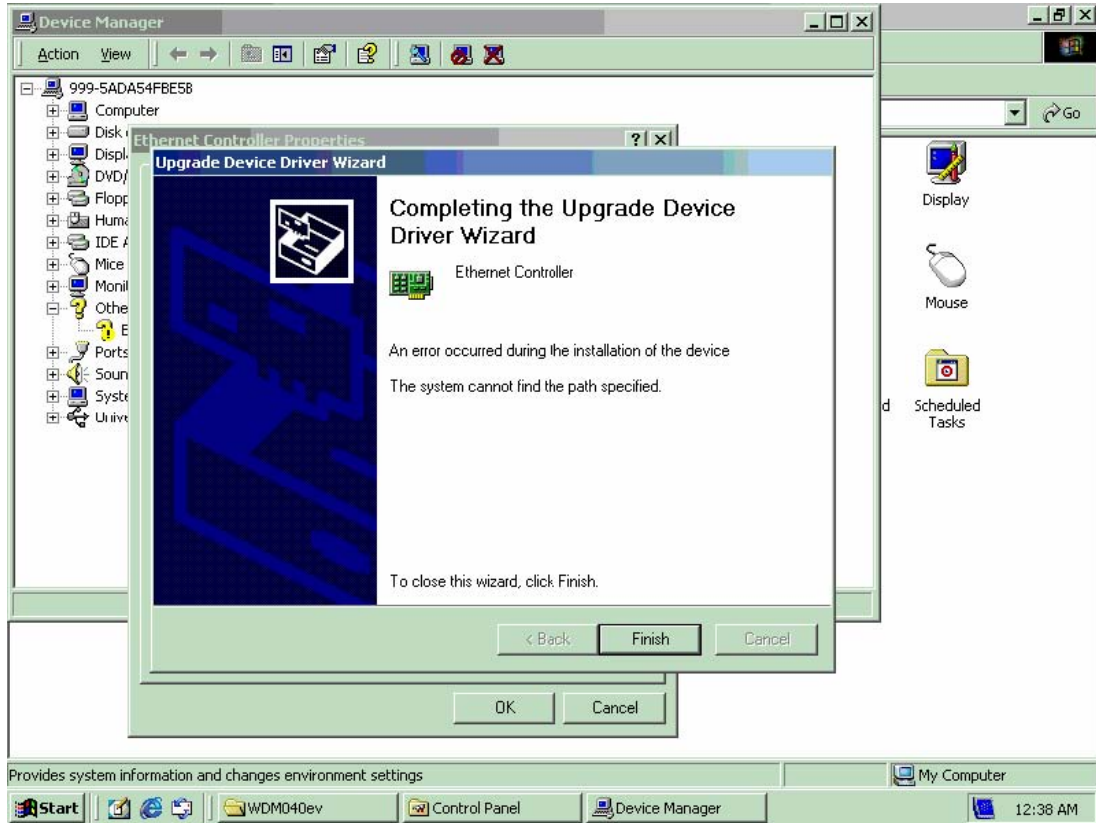 Device Manager
Action View
Go
999-5ADA54FBE5B
Computer
Disk
Displ
DVD/
Flopp
Huma
IDE A
Mice
Monit
Othe
E
Ports
Soun
Syste
Unive
Ethernet Controller Properties
Upgrade Device Driver Wizard
Completing the Upgrade Device
Driver Wizard
Ethernet Controller
An error occurred during the installation of the device
The system cannot find the path specified.
To close this wizard, click Finish.
< Back Finish Cancel
OK Cancel
Display
Mouse
d Scheduled
Tasks
Provides system information and changes environment settings
My Computer
Start WDM040ev Control Panel Device Manager 12:38 AM